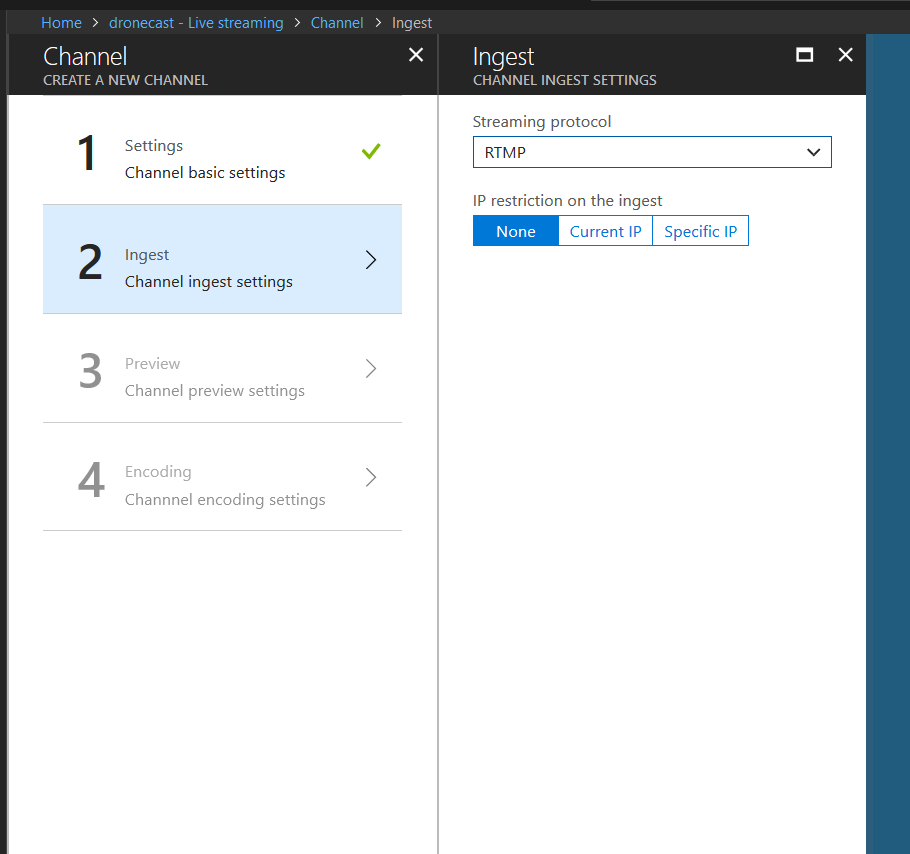 Home > dronecast - Live streaming > Channel > Ingest
Channel
CREATE A NEW CHANNEL
1
Settings
Channel basic settings
2
Ingest
Channel ingest settings
3
Preview
Channel preview settings
4
Encoding
Channnel encoding settings
Ingest
CHANNEL INGEST SETTINGS
Streaming protocol
RTMP
IP restriction on the ingest
None Current IP Specific IP